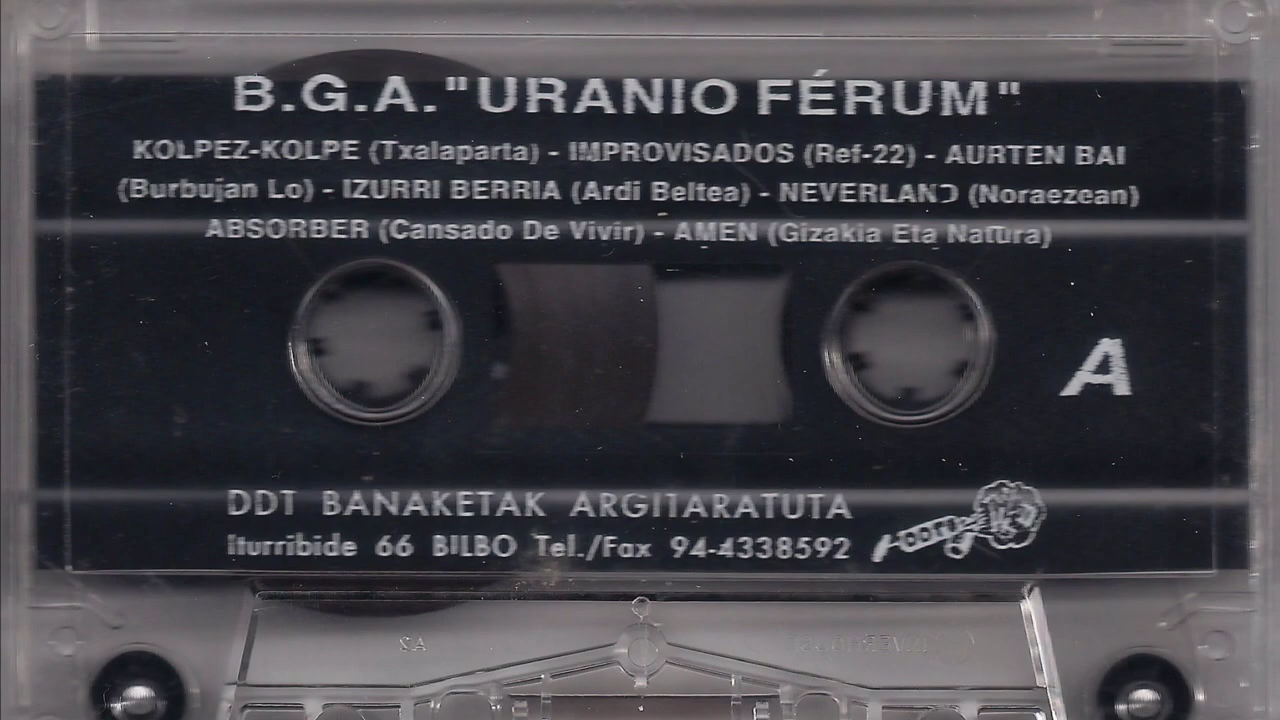 B.G.A. "URANIO FÉRUM"
KOLPEZ-KOLPE (Txalaparta) - IMPROVISADOS (Ref-22) - AURTEN BAI
(Burbujan Lo) - IZURRI BERRIA (Ardi Beltea) - NEVERLAND (Noraezean)
ABSORBER (Cansado De Vivir) - AMEN (Gizakia Eta Natura)
A
DDT BANAKETAK ARGITARATUTA
Iturribide 66 BILBO Tel./Fax 94-4338592
A2